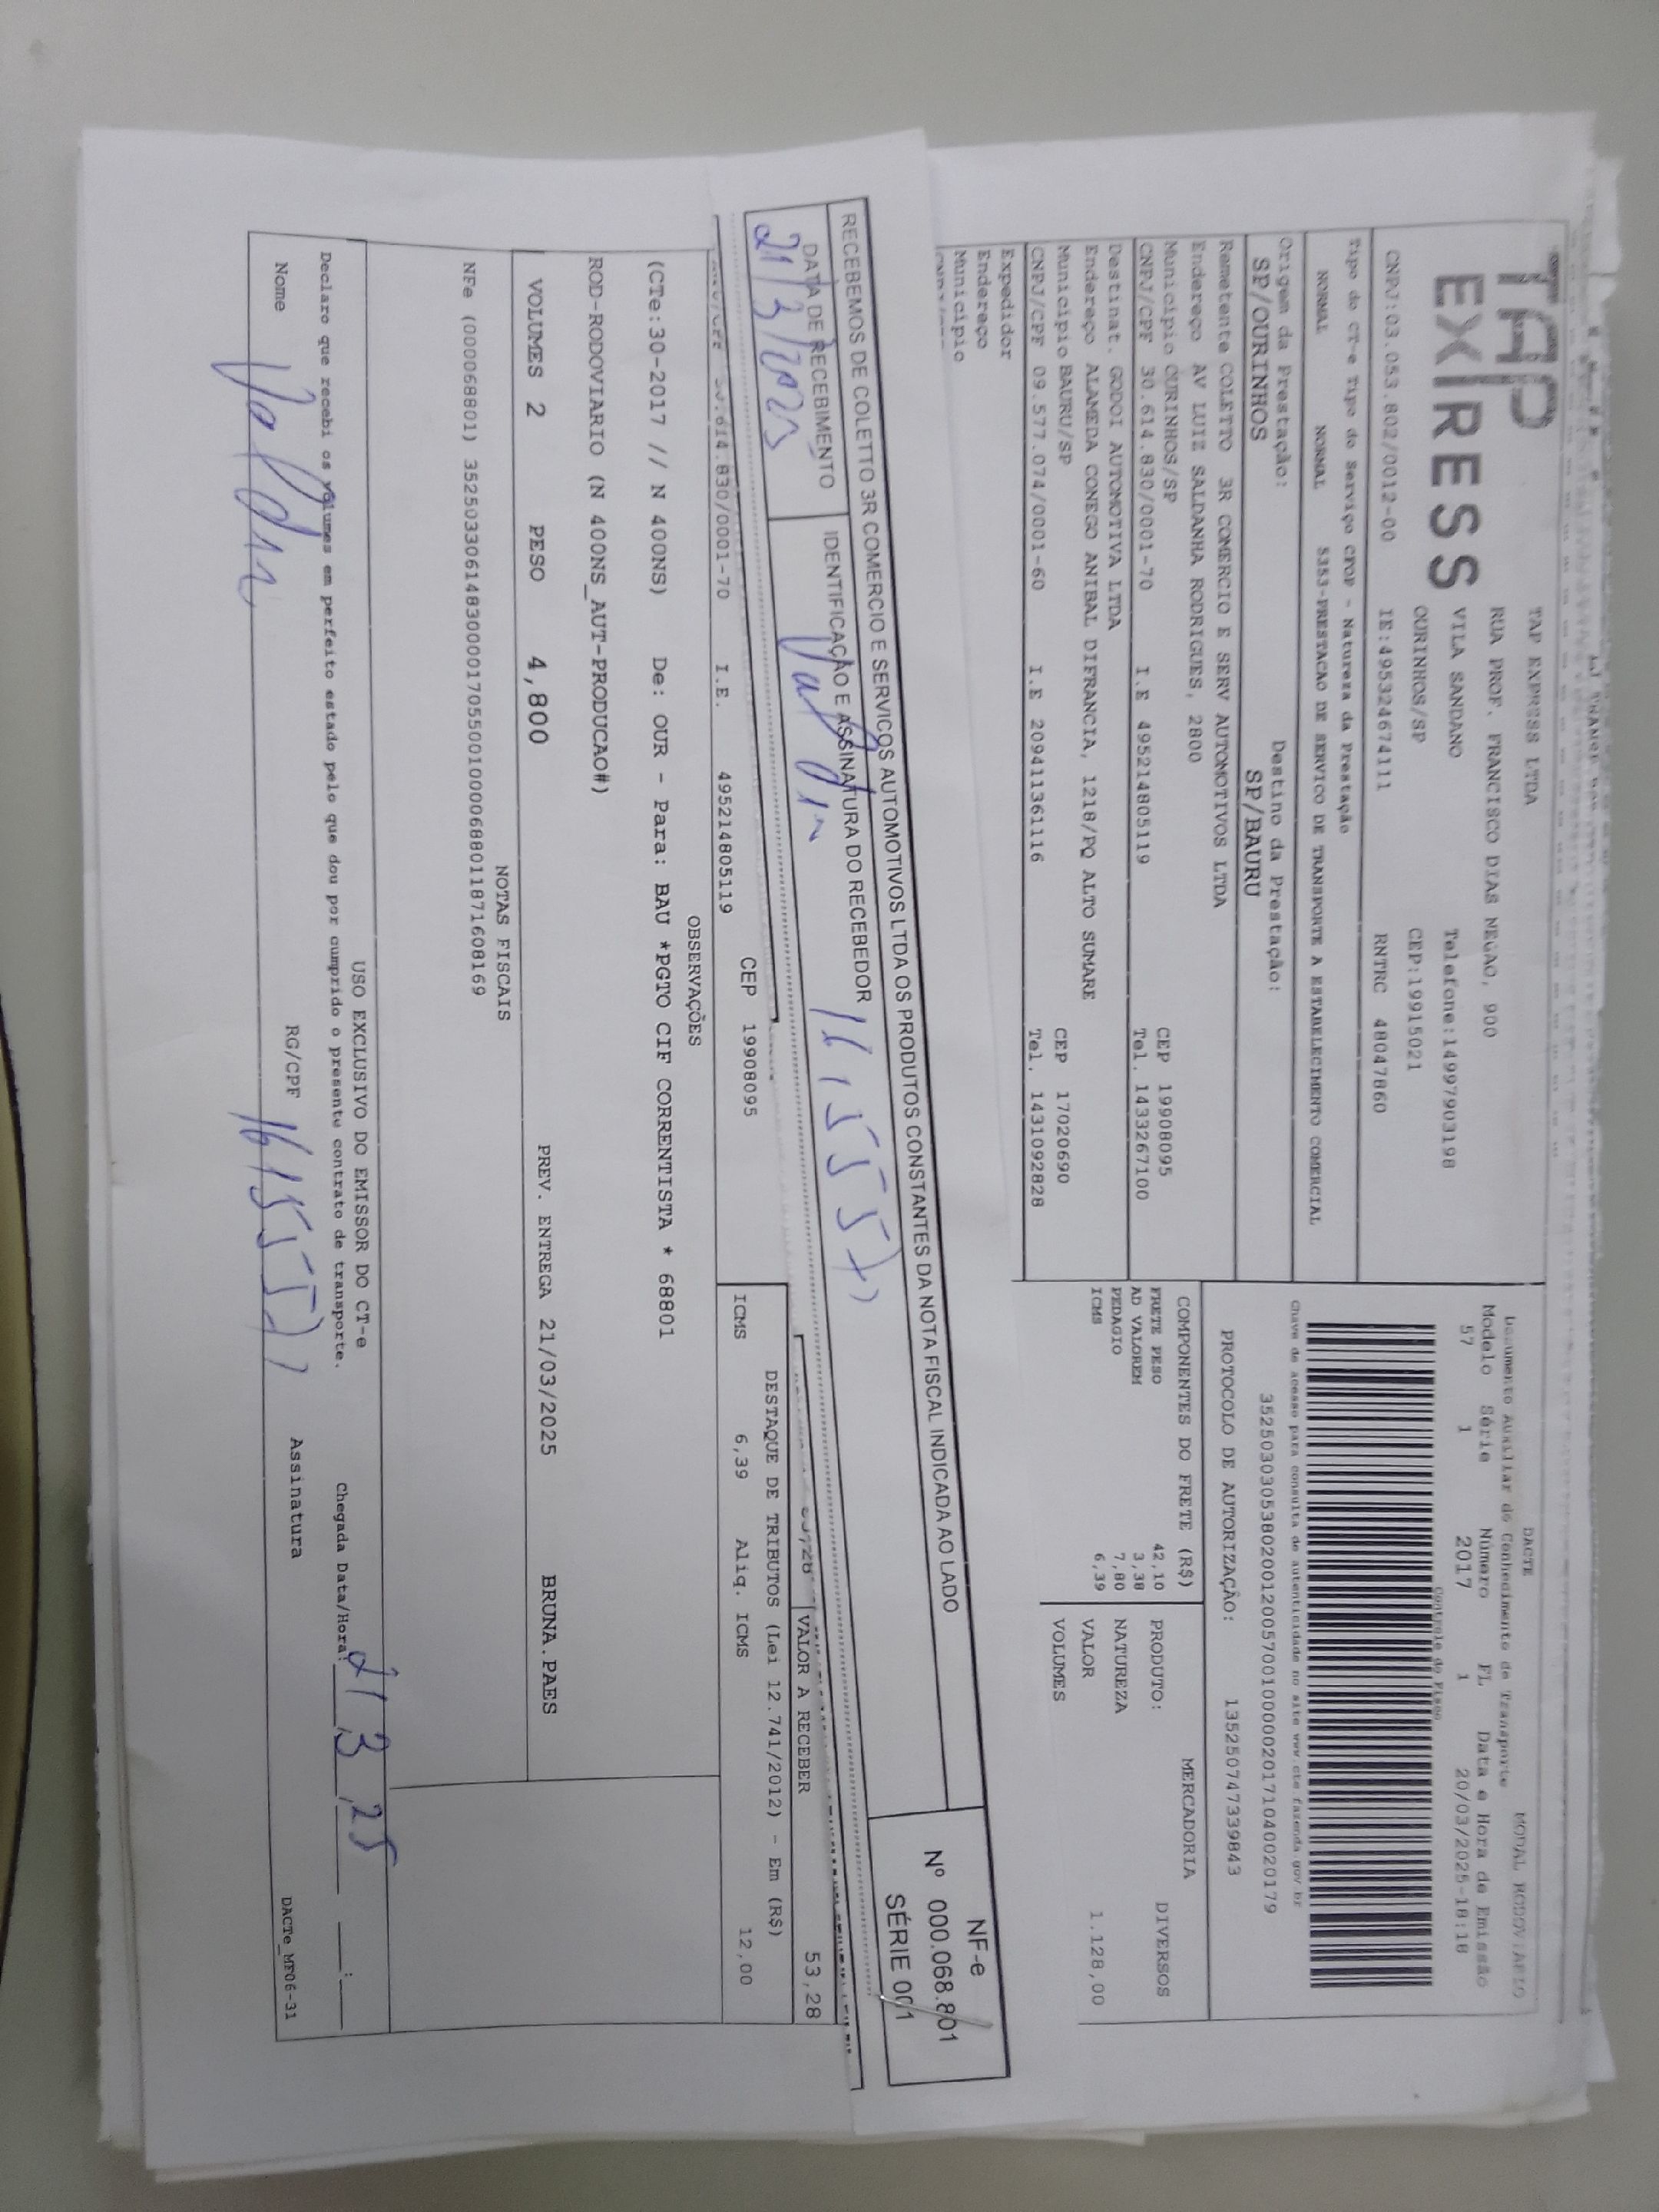 TAP
EXPRESS
TAP EXPRESS LTDA
RUA PROF. FRANCISCO DIAS NEGAO, 900
VILA SANDANO
Telefone:14997903198
OURINHOS/SP
CEP:19915021
CNPJ:03.053.802/0012-00
IE:495324674111
RNTRC 48047860
DACTE
MODAL RODOVIARIO
Documento Auxiliar do Conhecimento de Transporte
Modelo Série Número FL Data e Hora de Emissão
57 1 2017 1 20/03/2025-18:18
Controle do Fisco
Chave de acesso para consulta de autenticidade no site www.cte.fazenda.gov.br
35250303053802001200570010000020171040020179
PROTOCOLO DE AUTORIZAÇÃO: 135250747339843
Tipo do CT-e Tipo do Serviço CFOP - Natureza da Prestação
NORMAL NORMAL 5353-PRESTACAO DE SERVICO DE TRANSPORTE A ESTABELECIMENTO COMERCIAL
Origem da Prestação: Destino da Prestação:
SP/OURINHOS SP/BAURU
Remetente COLETTO 3R COMERCIO E SERV AUTOMOTIVOS LTDA
Endereço AV LUIZ SALDANHA RODRIGUES, 2800
Municipio OURINHOS/SP CEP 19908095
CNPJ/CPF 30.614.830/0001-70 I.E 495214805119 Tel. 1433267100
Destinat. GODOI AUTOMOTIVA LTDA
Endereço ALAMEDA CONEGO ANIBAL DIFRANCIA, 1218/PQ ALTO SUMARE
Municipio BAURU/SP CEP 17020690
CNPJ/CPF 09.577.074/0001-60 I.E 209411361116 Tel. 1431092828
Expedidor
Endereço
Municipio
COMPONENTES DO FRETE (R$)
FRETE PESO 42,10
AD VALOREM 3,38
PEDAGIO 7,80
ICMS 6,39
MERCADORIA
PRODUTO: DIVERSOS
NATUREZA
VALOR 1.128,00
VOLUMES
RECEBEMOS DE COLETTO 3R COMERCIO E SERVICOS AUTOMOTIVOS LTDA OS PRODUTOS CONSTANTES DA NOTA FISCAL INDICADA AO LADO
DATA DE RECEBIMENTO
21/3/2025
IDENTIFICAÇÃO E ASSINATURA DO RECEBEDOR
NF-e
Nº 000.068.801
SÉRIE 001
VALOR A RECEBER 53,28
.614.830/0001-70 I.E. 495214805119 CEP 19908095
DESTAQUE DE TRIBUTOS (Lei 12.741/2012) - Em (R$)
ICMS 6,39 Aliq. ICMS 12,00
OBSERVAÇÕES
(CTe:30-2017 // N 400NS) De: OUR - Para: BAU *PGTO CIF CORRENTISTA * 68801
ROD-RODOVIARIO (N 400NS_AUT-PRODUCAO#)
VOLUMES 2 PESO 4,800 PREV. ENTREGA 21/03/2025 BRUNA.PAES
NOTAS FISCAIS
NFe (000068801) 35250330614830000170550010000688011871608169
USO EXCLUSIVO DO EMISSOR DO CT-e
Declaro que recebi os volumes em perfeito estado pelo que dou por cumprido o presente contrato de transporte.
Chegada Data/Hora: 21/3/25 __:__
Nome RG/CPF Assinatura
DACTe_MF06-31